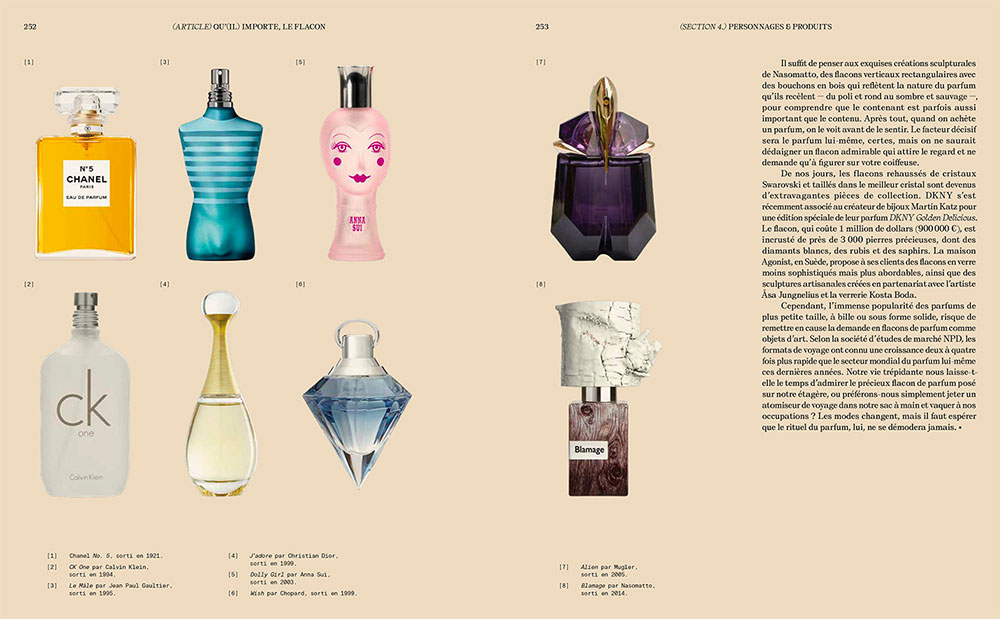 252
(ARTICLE) QU'(IL) IMPORTE, LE FLACON
253
(SECTION 4.) PERSONNAGES & PRODUITS
[1]
[3]
[5]
[7]
N°5
CHANEL
PARIS
EAU DE PARFUM
ANNA
SUI
[2]
[4]
[6]
[8]
ck
one
Calvin Klein
Blamage
[1] Chanel No. 5, sorti en 1921.
[2] CK One par Calvin Klein,
sorti en 1994.
[3] Le Mâle par Jean Paul Gaultier,
sorti en 1995.
[4] J'adore par Christian Dior,
sorti en 1999.
[5] Dolly Girl par Anna Sui,
sorti en 2003.
[6] Wish par Chopard, sorti en 1999.
[7] Alien par Mugler,
sorti en 2005.
[8] Blamage par Nasomatto,
sorti en 2014.
Il suffit de penser aux exquises créations sculpturales
de Nasomatto, des flacons verticaux rectangulaires avec
des bouchons en bois qui reflètent la nature du parfum
qu'ils recèlent — du poli et rond au sombre et sauvage —,
pour comprendre que le contenant est parfois aussi
important que le contenu. Après tout, quand on achète
un parfum, on le voit avant de le sentir. Le facteur décisif
sera le parfum lui-même, certes, mais on ne saurait
dédaigner un flacon admirable qui attire le regard et ne
demande qu'à figurer sur votre coiffeuse.
De nos jours, les flacons rehaussés de cristaux
Swarovski et taillés dans le meilleur cristal sont devenus
d'extravagantes pièces de collection. DKNY s'est
récemment associé au créateur de bijoux Martin Katz pour
une édition spéciale de leur parfum DKNY Golden Delicious.
Le flacon, qui coûte 1 million de dollars (900 000 €), est
incrusté de près de 3 000 pierres précieuses, dont des
diamants blancs, des rubis et des saphirs. La maison
Agonist, en Suède, propose à ses clients des flacons en verre
moins sophistiqués mais plus abordables, ainsi que des
sculptures artisanales créées en partenariat avec l'artiste
Åsa Jungnelius et la verrerie Kosta Boda.
Cependant, l'immense popularité des parfums de
plus petite taille, à bille ou sous forme solide, risque de
remettre en cause la demande en flacons de parfum comme
objets d'art. Selon la société d'études de marché NPD, les
formats de voyage ont connu une croissance deux à quatre
fois plus rapide que le secteur mondial du parfum lui-même
ces dernières années. Notre vie trépidante nous laisse-t-
elle le temps d'admirer le précieux flacon de parfum posé
sur notre étagère, ou préférons-nous simplement jeter un
atomiseur de voyage dans notre sac à main et vaquer à nos
occupations ? Les modes changent, mais il faut espérer
que le rituel du parfum, lui, ne se démodera jamais. •